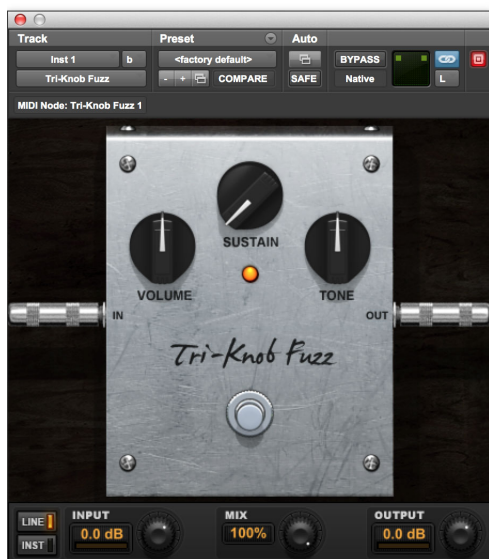 Track Preset Auto
Inst 1 b <factory default> BYPASS
Tri-Knob Fuzz - + COMPARE SAFE Native L
MIDI Node: Tri-Knob Fuzz 1
SUSTAIN
VOLUME TONE
IN OUT
Tri-Knob Fuzz
LINE INPUT MIX OUTPUT
0.0 dB 100% 0.0 dB
INST